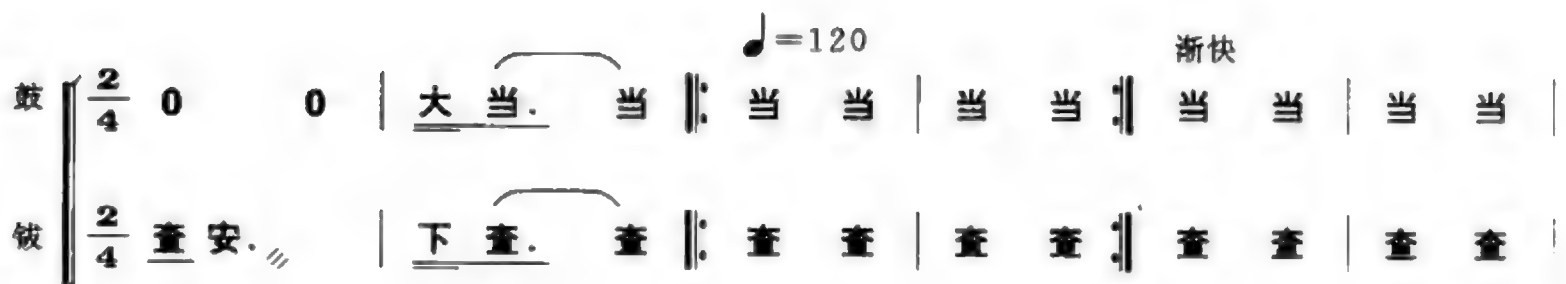 ♩=120 渐快
鼓 2/4 0 0 | 大 当. 当 ‖: 当 当 | 当 当 :‖ 当 当 | 当 当 |
钹 2/4 查 安. | 下 查. 查 ‖: 查 查 | 查 查 :‖ 查 查 | 查 查 |